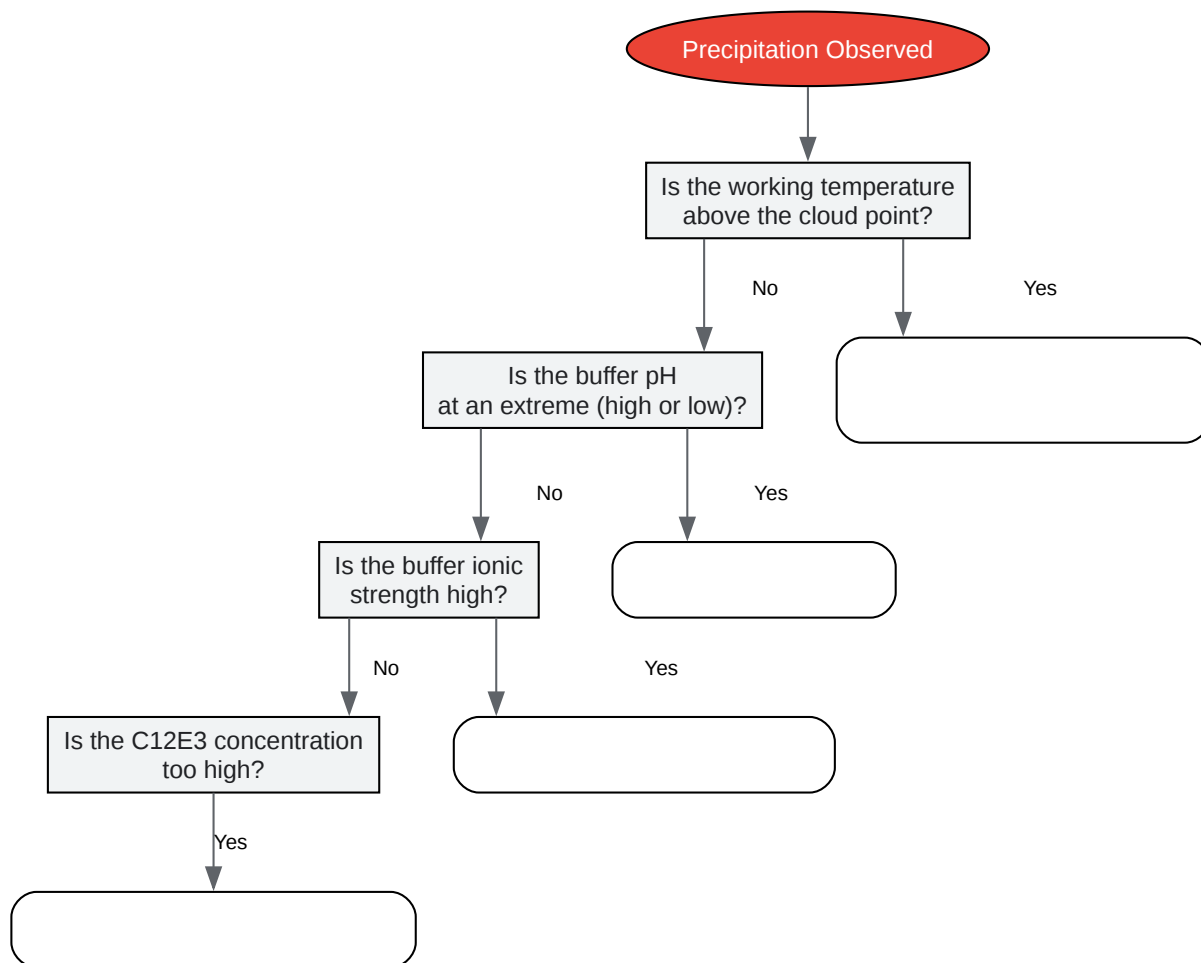 Precipitation Observed
Is the working temperature
above the cloud point?
No
Yes
Is the buffer pH
at an extreme (high or low)?
No
Yes
Is the buffer ionic
strength high?
No
Yes
Is the C12E3 concentration
too high?
Yes